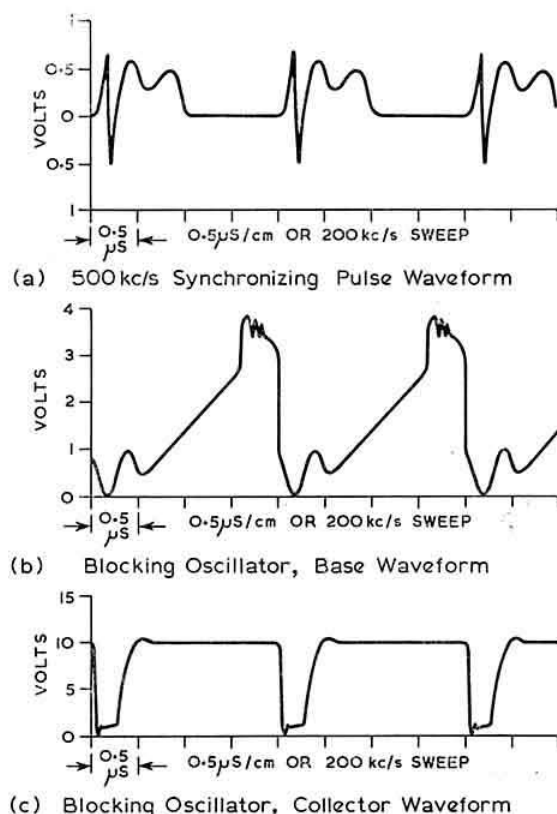 1
0.5
VOLTS
0
0.5
1
0.5 µS
0.5µS/cm OR 200kc/s SWEEP
(a) 500kc/s Synchronizing Pulse Waveform
4
3
VOLTS
2
1
0
0.5 µS
0.5µS/cm OR 200kc/s SWEEP
(b) Blocking Oscillator, Base Waveform
15
10
VOLTS
5
0
0.5 µS
0.5µS/cm OR 200kc/s SWEEP
(c) Blocking Oscillator, Collector Waveform